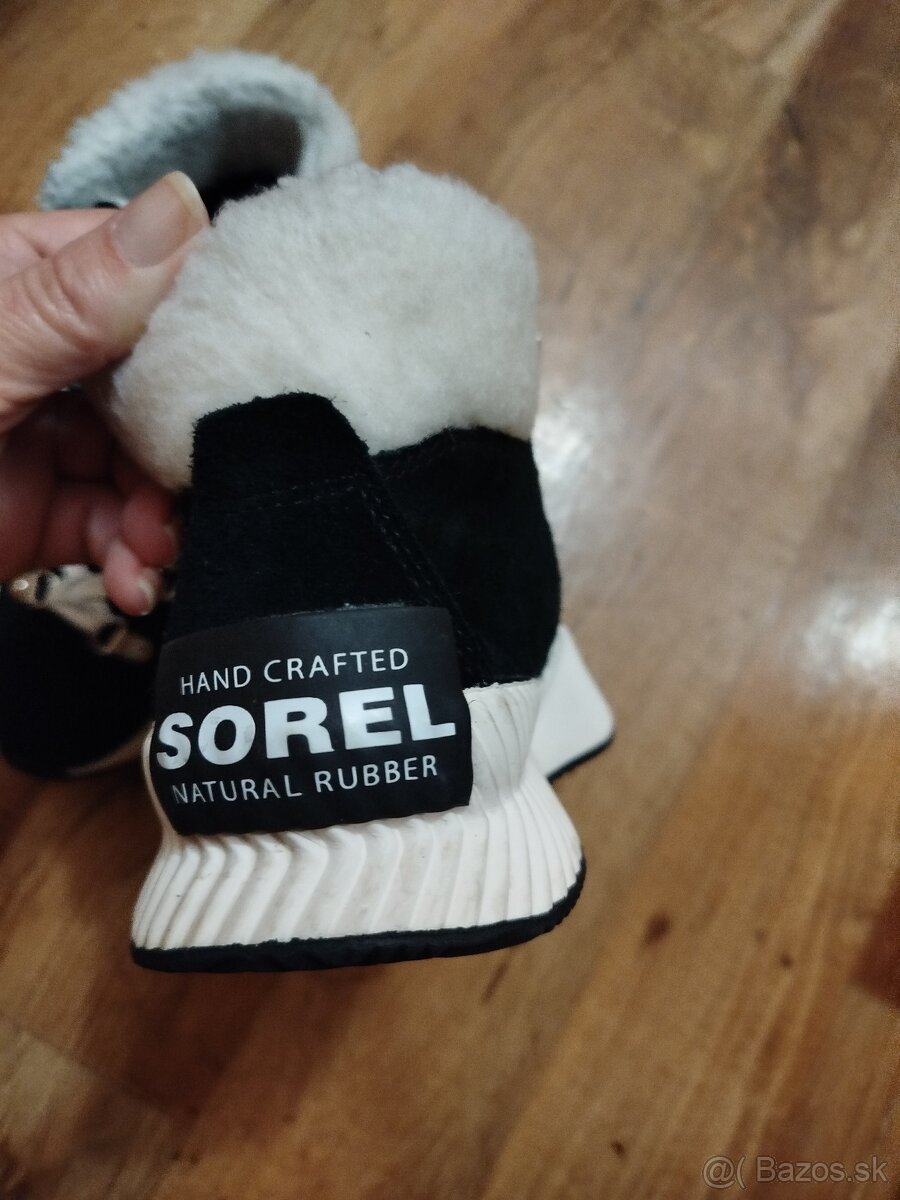 HAND CRAFTED
SOREL
NATURAL RUBBER
@( Bazos.sk